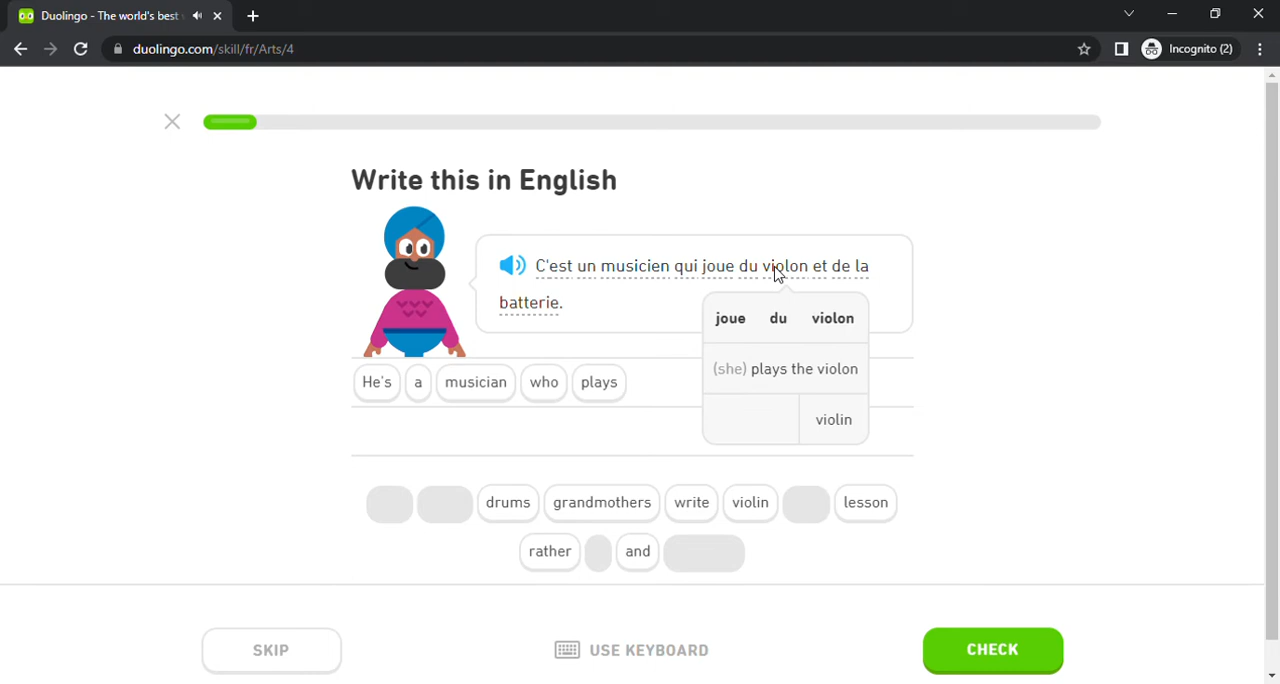 Duolingo - The world's best
duolingo.com/skill/fr/Arts/4
Incognito (2)
Write this in English
C'est un musicien qui joue du violon et de la
batterie.
joue du violon
(she) plays the violon
violin
He's a musician who plays
drums grandmothers write violin lesson
rather and
SKIP
USE KEYBOARD
CHECK